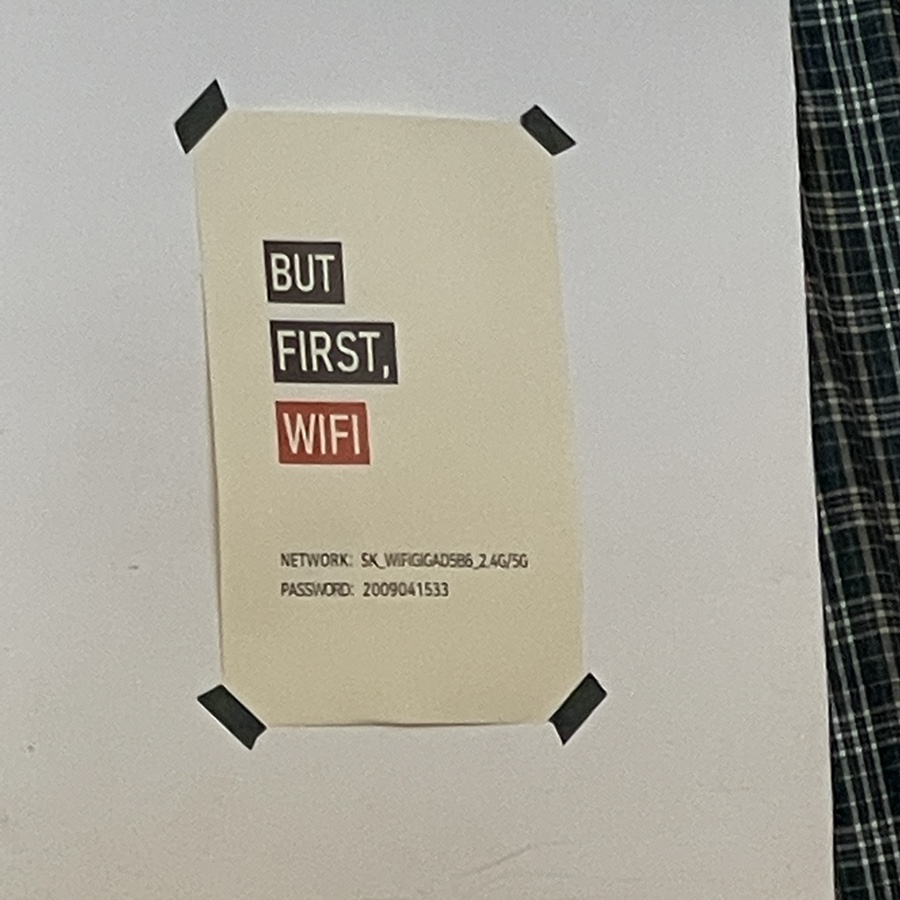 BUT
FIRST,
WIFI
NETWORK: SK_WIFIGIGAD5B6_2.4G/5G
PASSWORD: 2009041533